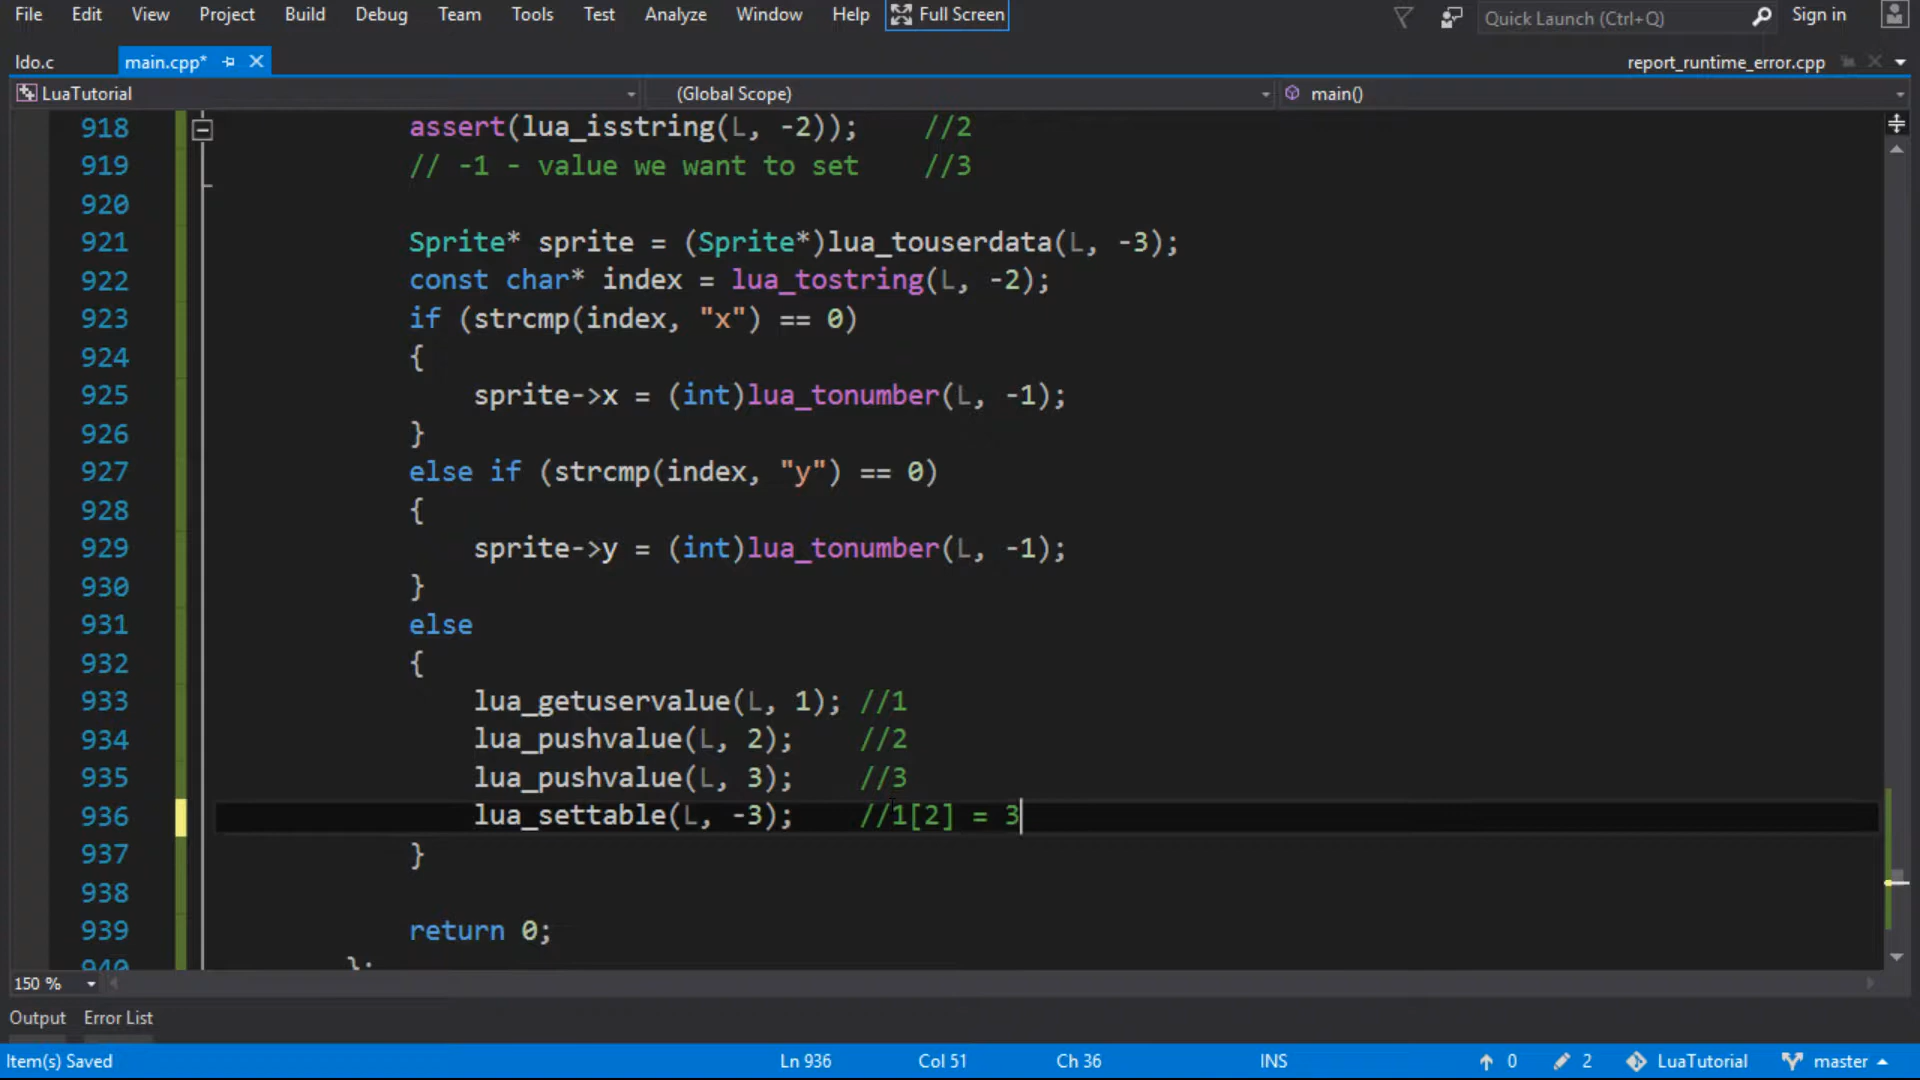 File Edit View Project Build Debug Team Tools Test Analyze Window Help Full Screen Quick Launch (Ctrl+Q) Sign in
ldo.c main.cpp* report_runtime_error.cpp
LuaTutorial (Global Scope) main()
918 assert(lua_isstring(L, -2)); //2
919 // -1 - value we want to set //3
920
921 Sprite* sprite = (Sprite*)lua_touserdata(L, -3);
922 const char* index = lua_tostring(L, -2);
923 if (strcmp(index, "x") == 0)
924 {
925 sprite->x = (int)lua_tonumber(L, -1);
926 }
927 else if (strcmp(index, "y") == 0)
928 {
929 sprite->y = (int)lua_tonumber(L, -1);
930 }
931 else
932 {
933 lua_getuservalue(L, 1); //1
934 lua_pushvalue(L, 2); //2
935 lua_pushvalue(L, 3); //3
936 lua_settable(L, -3); //1[2] = 3
937 }
938
939 return 0;
940 };
150 %
Output Error List
Item(s) Saved Ln 936 Col 51 Ch 36 INS 0 2 LuaTutorial master